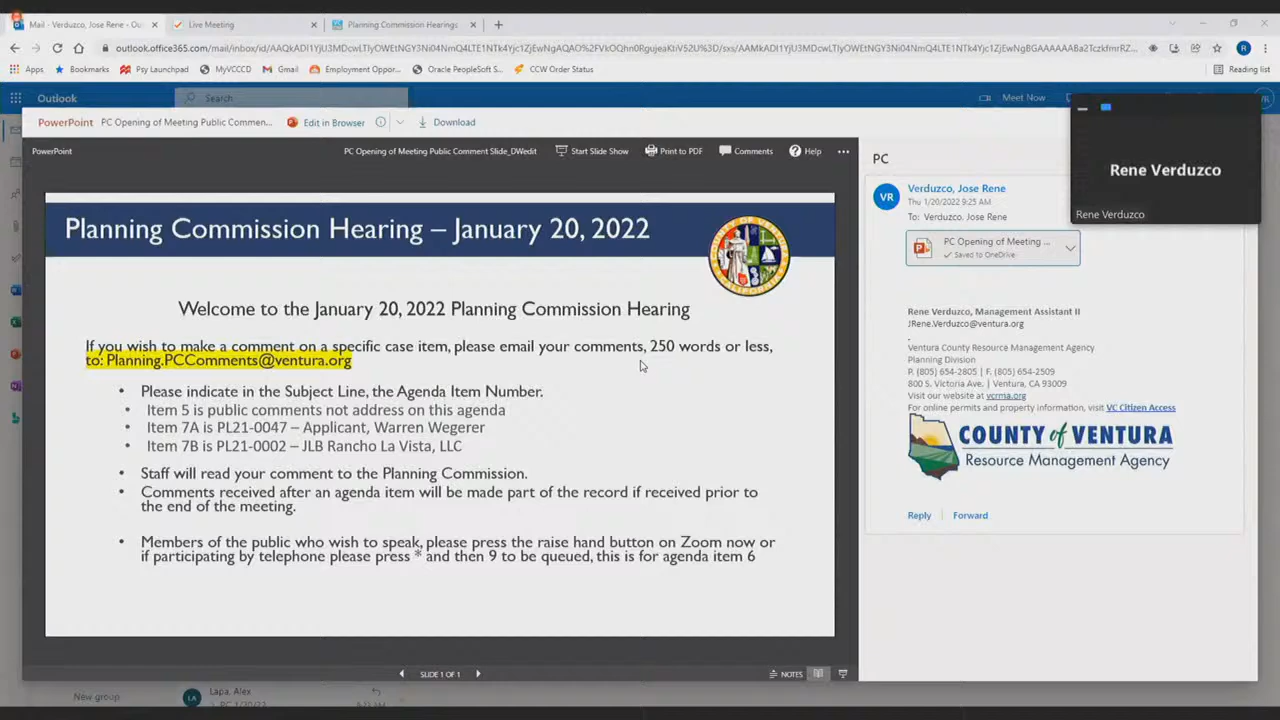 Mail - Verduzco, Jose Rene - Ou
Live Meeting
Planning Commission Hearings
Apps
Bookmarks
Psy Launchpad
MyVCCCD
Gmail
Employment Oppor...
Oracle PeopleSoft S...
CCW Order Status
Reading list
Outlook
Search
Meet Now
PowerPoint
PC Opening of Meeting Public Commen...
Edit in Browser
Download
PowerPoint
PC Opening of Meeting Public Comment Slide_DWedit
Start Slide Show
Print to PDF
Comments
Help
Planning Commission Hearing – January 20, 2022
Welcome to the January 20, 2022 Planning Commission Hearing
If you wish to make a comment on a specific case item, please email your comments, 250 words or less,
to: Planning.PCComments@ventura.org
• Please indicate in the Subject Line, the Agenda Item Number.
• Item 5 is public comments not address on this agenda
• Item 7A is PL21-0047 – Applicant, Warren Wegerer
• Item 7B is PL21-0002 – JLB Rancho La Vista, LLC
• Staff will read your comment to the Planning Commission.
• Comments received after an agenda item will be made part of the record if received prior to
the end of the meeting.
• Members of the public who wish to speak, please press the raise hand button on Zoom now or
if participating by telephone please press * and then 9 to be queued, this is for agenda item 6
SLIDE 1 OF 1
NOTES
PC
VR
Verduzco, Jose Rene
Thu 1/20/2022 9:25 AM
To: Verduzco, Jose Rene
PC Opening of Meeting ...
Saved to OneDrive
Rene Verduzco, Management Assistant II
JRene.Verduzco@ventura.org
Ventura County Resource Management Agency
Planning Division
P. (805) 654-2805 | F. (805) 654-2509
800 S. Victoria Ave. | Ventura, CA 93009
Visit our website at vcrma.org
For online permits and property information, visit VC Citizen Access
COUNTY of VENTURA
Resource Management Agency
Reply
Forward
Rene Verduzco
Rene Verduzco
New group
LA
Lapa, Alex